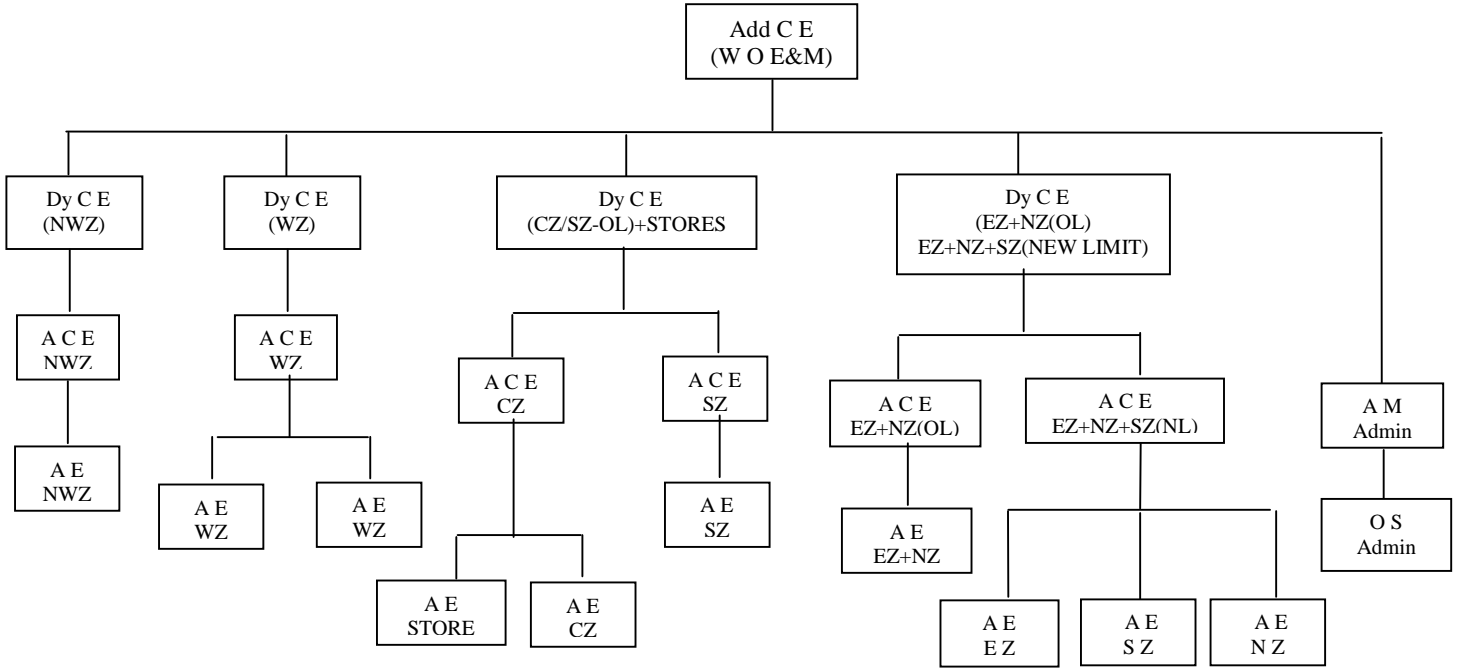 Add C E
(W O E&M)
Dy C E
(NWZ)
Dy C E
(WZ)
Dy C E
(CZ/SZ-OL)+STORES
Dy C E
(EZ+NZ(OL)
EZ+NZ+SZ(NEW LIMIT)
A C E
NWZ
A C E
WZ
A C E
CZ
A C E
SZ
A C E
EZ+NZ(OL)
A C E
EZ+NZ+SZ(NL)
A M
Admin
A E
NWZ
A E
WZ
A E
WZ
A E
SZ
A E
EZ+NZ
O S
Admin
A E
STORE
A E
CZ
A E
E Z
A E
S Z
A E
N Z